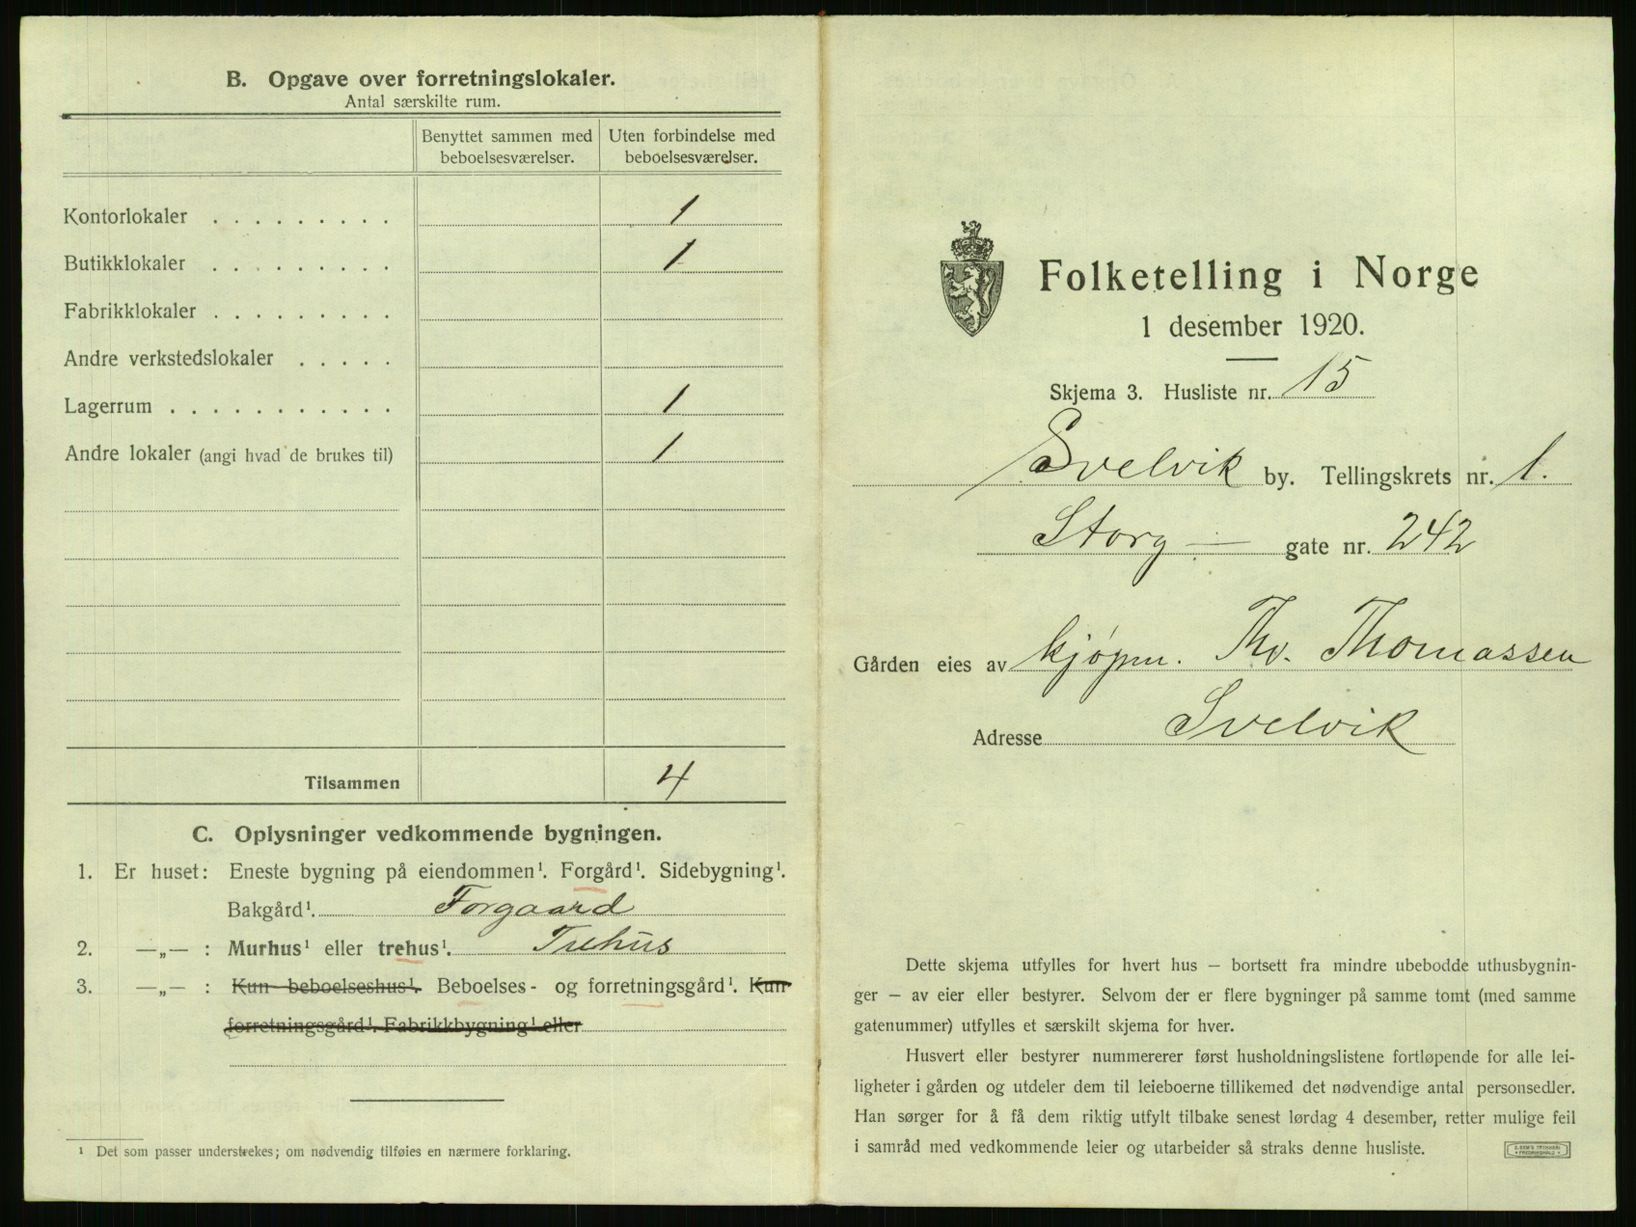 B. Opgave over forretningslokaler.
Antal særskilte rum.
Benyttet sammen med beboelsesværelser.
Uten forbindelse med beboelsesværelser.
Kontorlokaler . . . . . . . . . 1
Butikklokaler . . . . . . . . . 1
Fabrikklokaler . . . . . . . . .
Andre verkstedslokaler . . . . .
Lagerrum . . . . . . . . . . . 1
Andre lokaler (angi hvad de brukes til) 1
Tilsammen 4
C. Oplysninger vedkommende bygningen.
1. Er huset: Eneste bygning på eiendommen¹. Forgård¹. Sidebygning¹.
Bakgård¹. Forgaard
2. —„— : Murhus¹ eller trehus¹. Trehus
3. —„— : Kun beboelseshus¹. Beboelses- og forretningsgård¹. Kun
forretningsgård¹. Fabrikkbygning¹ eller
¹ Det som passer understrekes; om nødvendig tilføies en nærmere forklaring.
Folketelling i Norge
1 desember 1920.
Skjema 3. Husliste nr. 15
Svelvik by. Tellingskrets nr. 1.
Storg — gate nr. 242
Gården eies av kjøpm. Th. Thomassen
Adresse Svelvik
Dette skjema utfylles for hvert hus – bortsett fra mindre ubebodde uthusbygnin-
ger – av eier eller bestyrer. Selvom der er flere bygninger på samme tomt (med samme
gatenummer) utfylles et særskilt skjema for hver.
Husvert eller bestyrer nummererer først husholdningslistene fortløpende for alle lei-
ligheter i gården og utdeler dem til leieboerne tillikemed det nødvendige antal personsedler.
Han sørger for å få dem riktig utfylt tilbake senest lørdag 4 desember, retter mulige feil
i samråd med vedkommende leier og utarbeider så straks denne husliste.